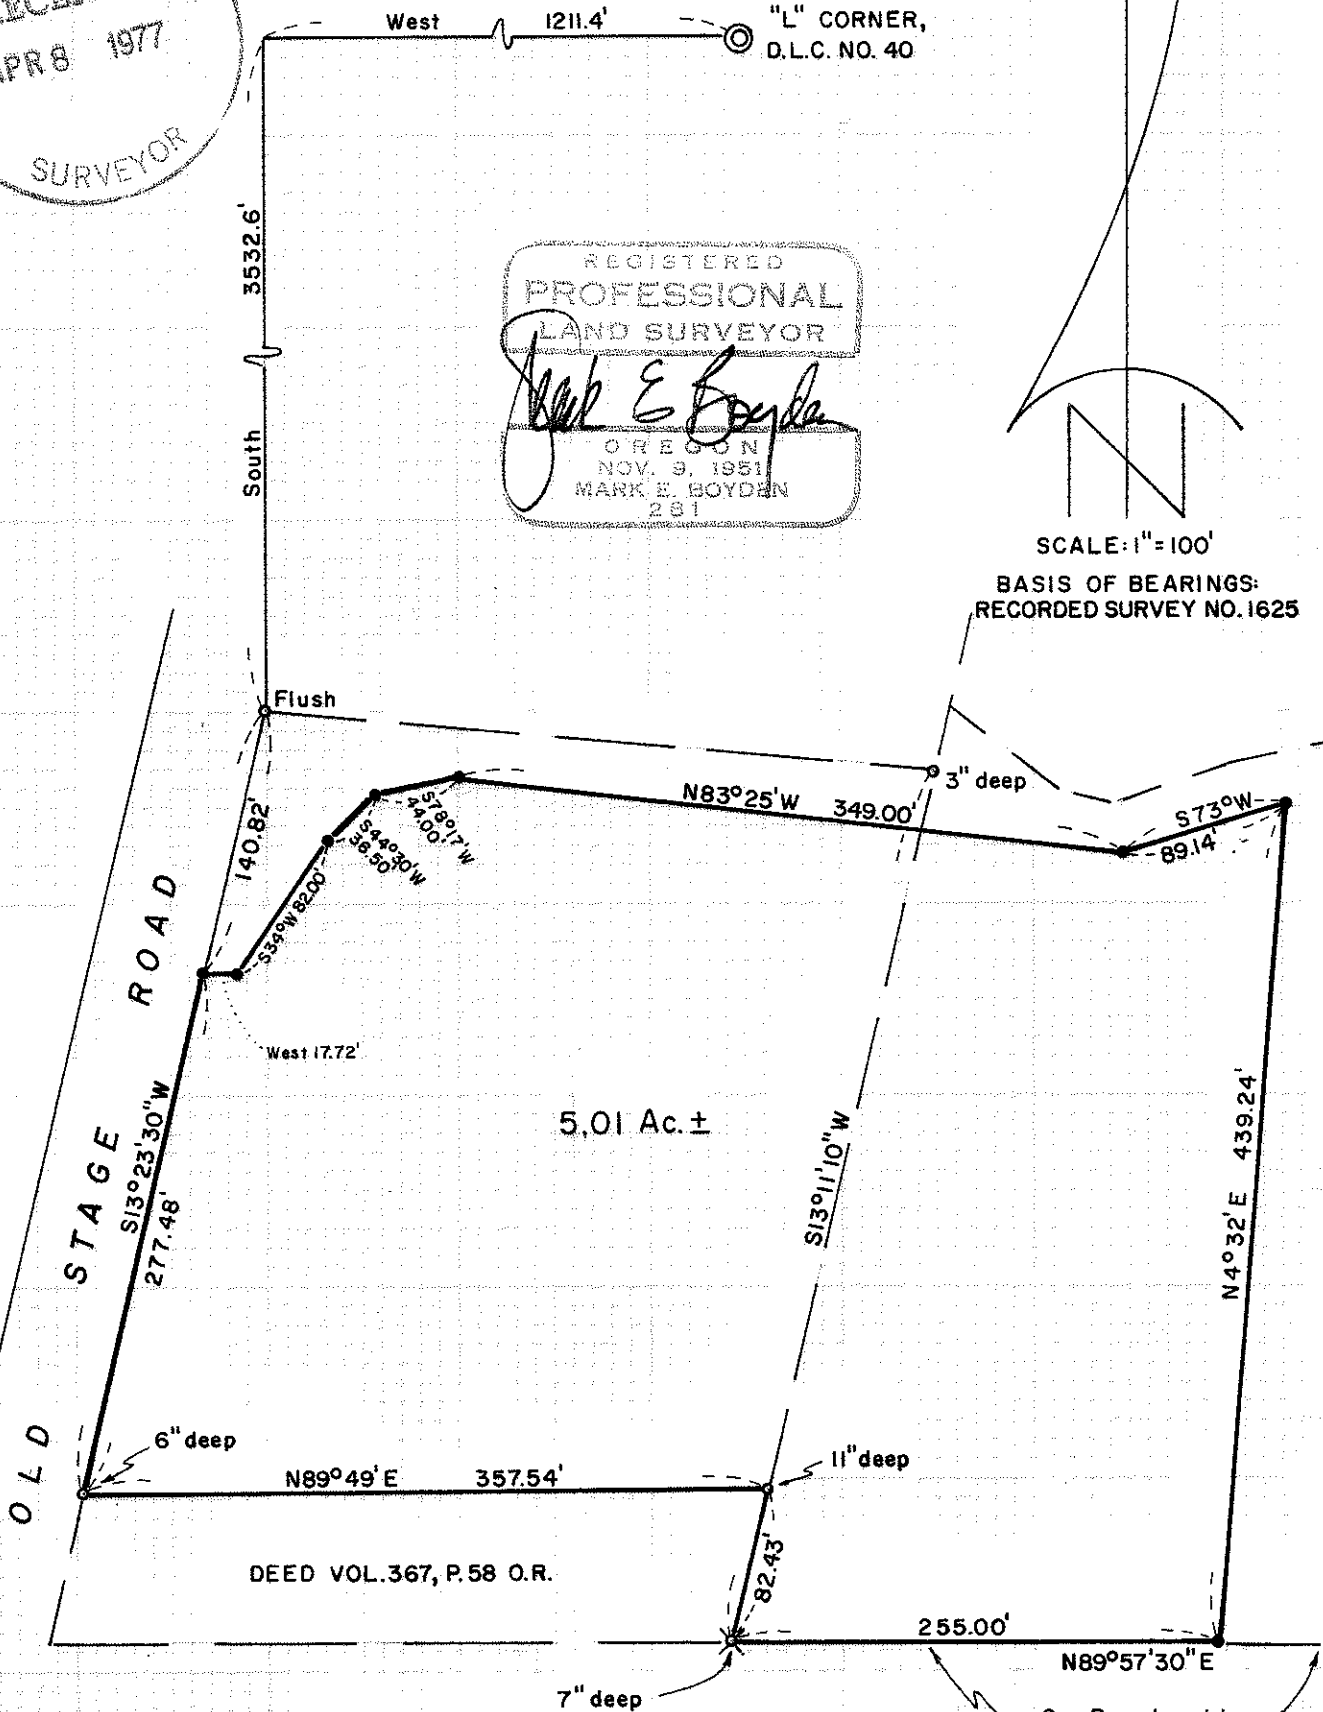 APR 8 1977
SURVEYOR
West 1211.4'
"L" CORNER,
D.L.C. NO. 40
3532.6'
South
REGISTERED
PROFESSIONAL
LAND SURVEYOR
Mark E Boyden
OREGON
NOV. 9, 1951
MARK E. BOYDEN
281
N
SCALE: 1" = 100'
BASIS OF BEARINGS:
RECORDED SURVEY NO. 1625
Flush
3" deep
N83°25'W 349.00'
S73°W
89.14'
S78°17'W
44.00'
S44°30'W
36.50'
S34°W 82.00'
140.82'
West 17.72'
OLD STAGE ROAD
S13°23'30"W
277.48'
5.01 Ac. ±
S13°11'10"W
N4°32'E 439.24'
6" deep
N89°49'E 357.54'
11" deep
DEED VOL. 367, P. 58 O.R.
82.43'
255.00'
N89°57'30"E
7" deep